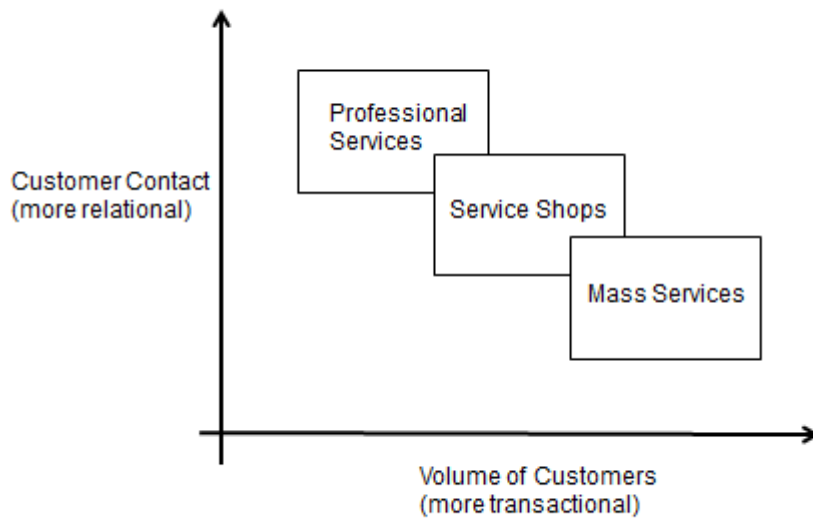 Professional
Services
Customer Contact
(more relational)
Service Shops
Mass Services
Volume of Customers
(more transactional)